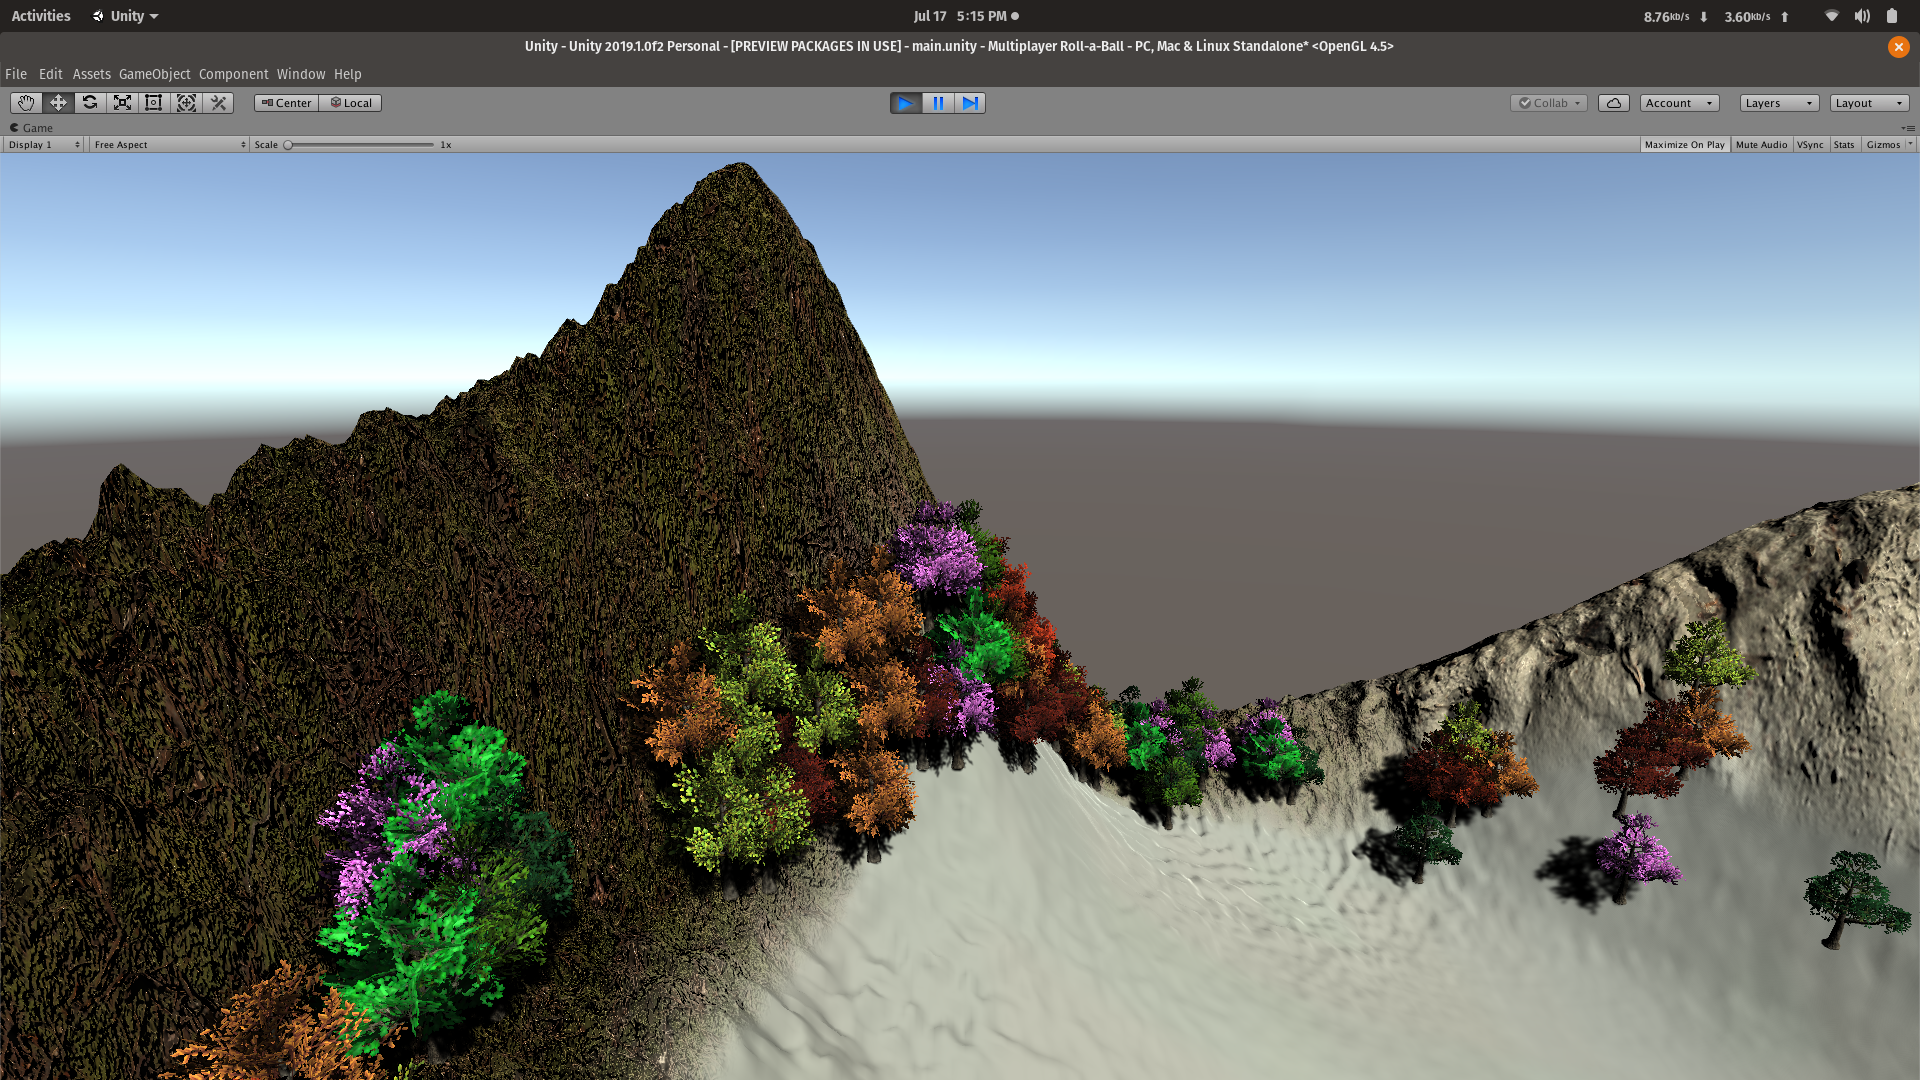 Activities Unity Jul 17 5:15 PM 8.76kb/s 3.60kb/s
Unity - Unity 2019.1.0f2 Personal - [PREVIEW PACKAGES IN USE] - main.unity - Multiplayer Roll-a-Ball - PC, Mac & Linux Standalone* <OpenGL 4.5>
File Edit Assets GameObject Component Window Help
Center Local Collab Account Layers Layout
Game
Display 1 Free Aspect Scale 1x Maximize On Play Mute Audio VSync Stats Gizmos